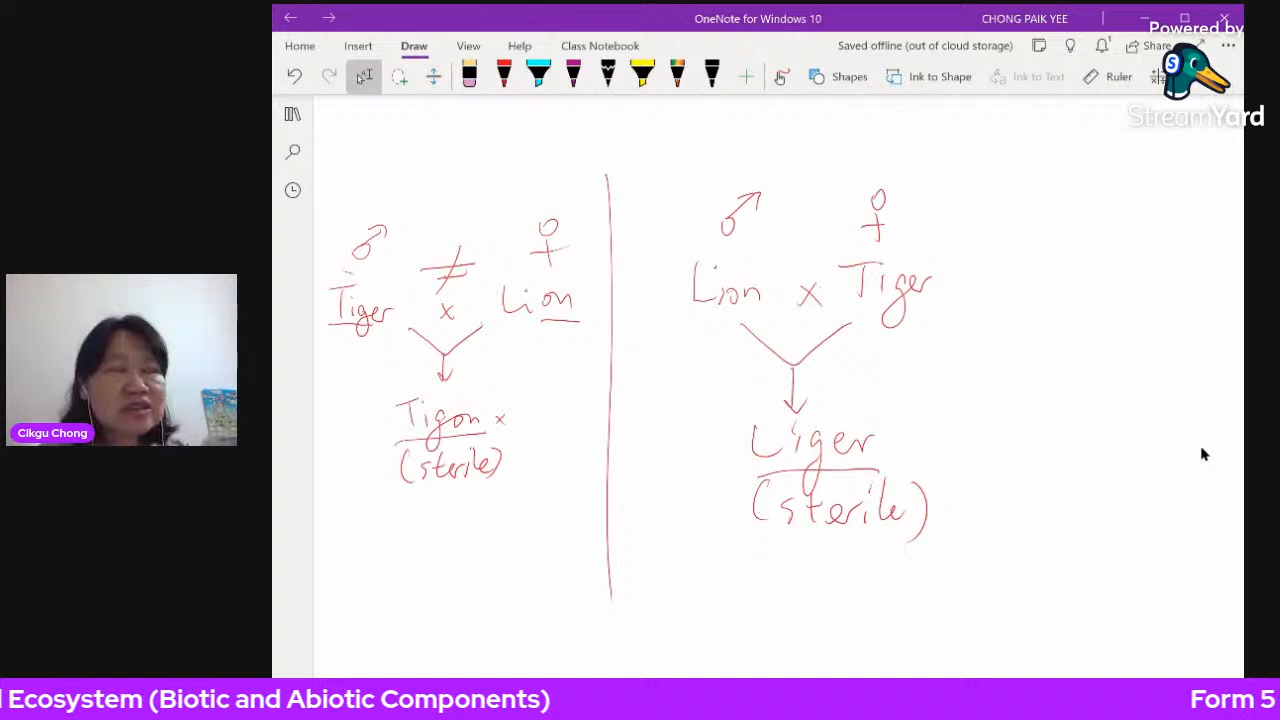 OneNote for Windows 10
CHONG PAIK YEE
Powered by
StreamYard
Home Insert Draw View Help Class Notebook
Saved offline (out of cloud storage)
Share
Shapes
Ink to Shape
Ink to Text
Ruler
♂ ♀
Tiger ≠ x Lion
Tigon x
(sterile)
♂ ♀
Lion x Tiger
Liger
(sterile)
Cikgu Chong
Ecosystem (Biotic and Abiotic Components)
Form 5